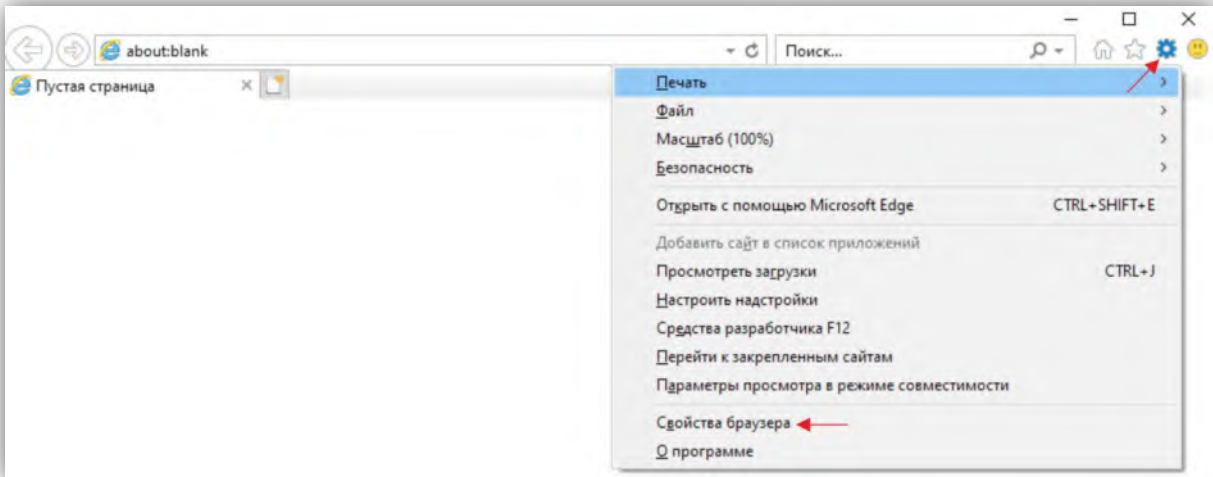 about:blank
Поиск...
Пустая страница
Печать
Файл
Масштаб (100%)
Безопасность
Открыть с помощью Microsoft Edge CTRL+SHIFT+E
Добавить сайт в список приложений
Просмотреть загрузки CTRL+J
Настроить надстройки
Средства разработчика F12
Перейти к закрепленным сайтам
Параметры просмотра в режиме совместимости
Свойства браузера
О программе